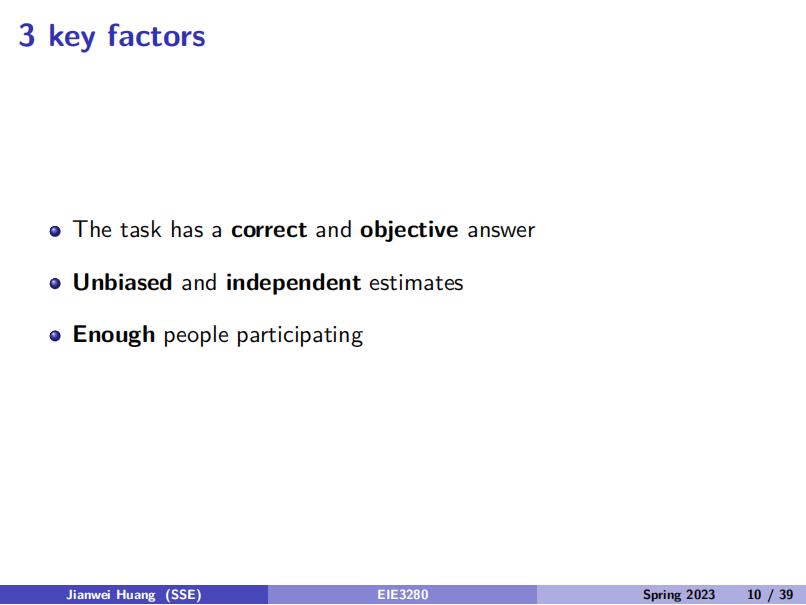 3 key factors
The task has a correct and objective answer
Unbiased and independent estimates
Enough people participating
Jianwei Huang (SSE) EIE3280 Spring 2023 10 / 39